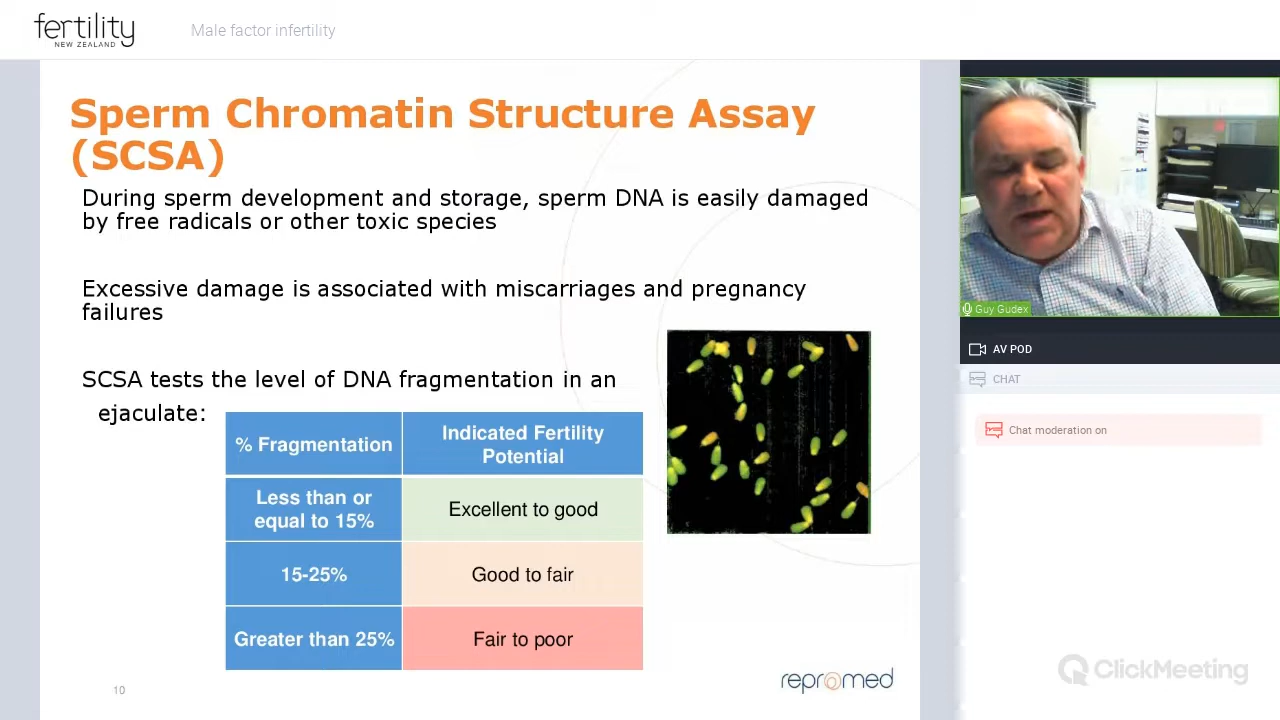 fertility
NEW ZEALAND
Male factor infertility
Sperm Chromatin Structure Assay
(SCSA)
During sperm development and storage, sperm DNA is easily damaged
by free radicals or other toxic species
Excessive damage is associated with miscarriages and pregnancy
failures
SCSA tests the level of DNA fragmentation in an
ejaculate:
% Fragmentation
Indicated Fertility
Potential
Less than or
equal to 15%
Excellent to good
15-25%
Good to fair
Greater than 25%
Fair to poor
10
repromed
Guy Gudex
AV POD
CHAT
Chat moderation on
ClickMeeting